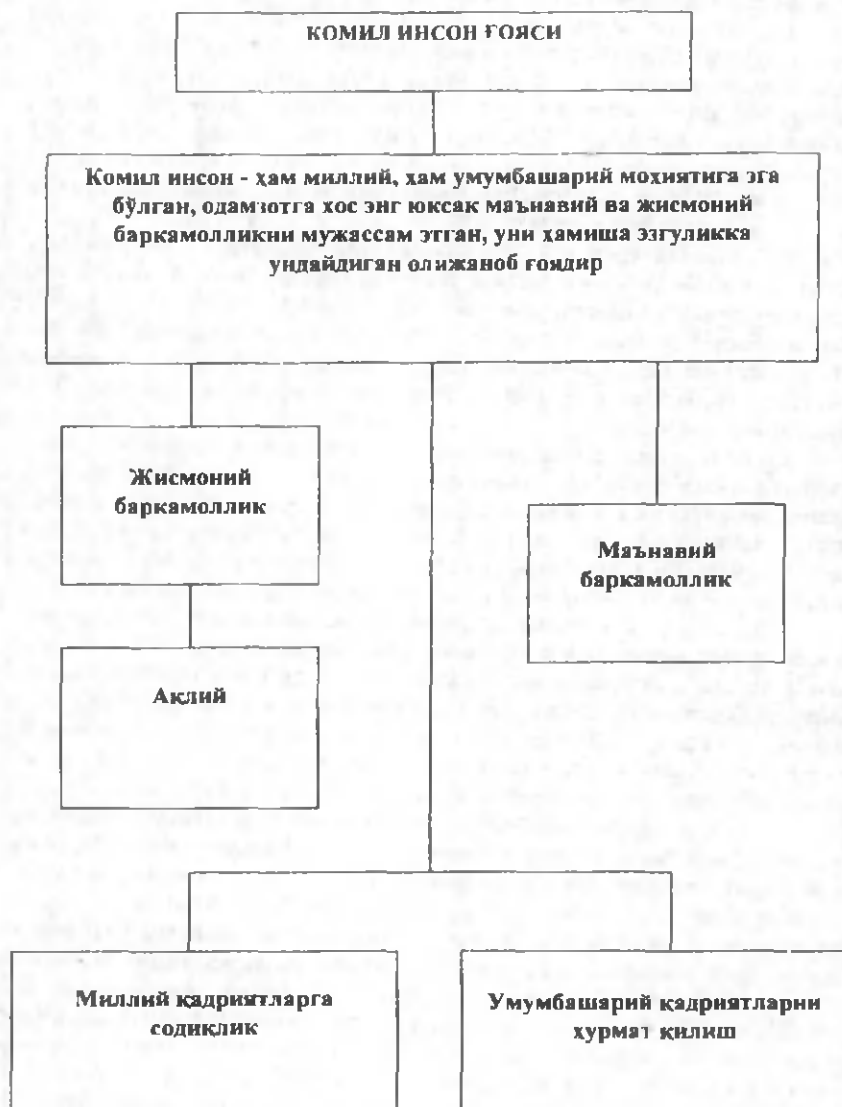 КОМИЛ ИНСОН ҒОЯСИ
Комил инсон - ҳам миллий, ҳам умумбашарий моҳиятига эга
бўлган, одамзотга хос энг юксак маънавий ва жисмоний
баркамолликни мужассам этган, уни ҳамиша эзгуликка
ундайдиган олижаноб ғоядир
Жисмоний
баркамоллик
Маънавий
баркамоллик
Ақлий
Миллий қадриятларга
содиқлик
Умумбашарий қадриятларни
ҳурмат қилиш